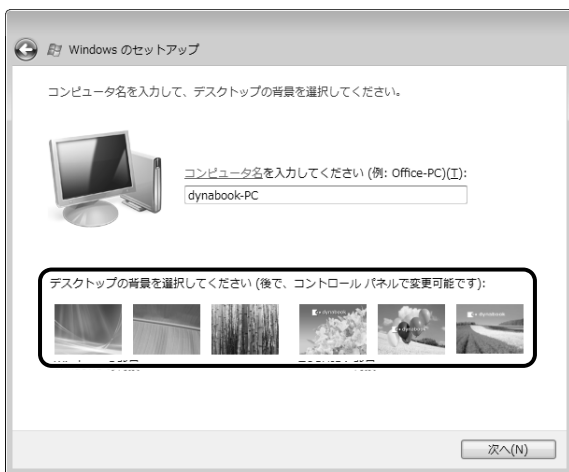 Windows のセットアップ
コンピュータ名を入力して、デスクトップの背景を選択してください。
コンピュータ名を入力してください (例: Office-PC)(T):
dynabook-PC
デスクトップの背景を選択してください (後で、コントロール パネルで変更可能です):
dynabook
dynabook
dynabook
次へ(N)